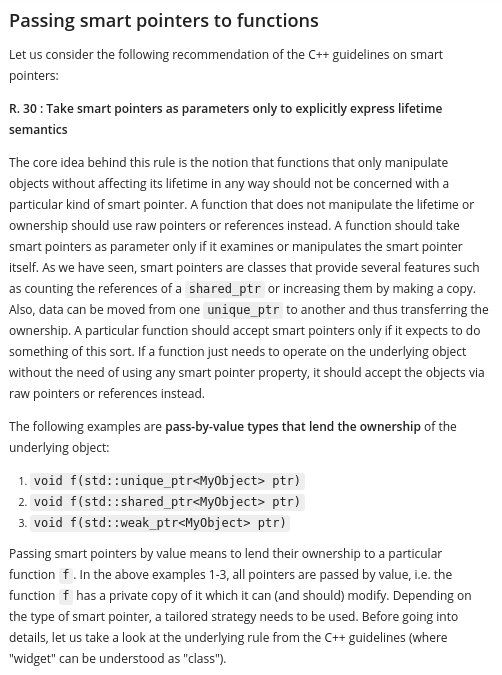 Passing smart pointers to functions
Let us consider the following recommendation of the C++ guidelines on smart
pointers:
R. 30 : Take smart pointers as parameters only to explicitly express lifetime
semantics
The core idea behind this rule is the notion that functions that only manipulate
objects without affecting its lifetime in any way should not be concerned with a
particular kind of smart pointer. A function that does not manipulate the lifetime or
ownership should use raw pointers or references instead. A function should take
smart pointers as parameter only if it examines or manipulates the smart pointer
itself. As we have seen, smart pointers are classes that provide several features such
as counting the references of a shared_ptr or increasing them by making a copy.
Also, data can be moved from one unique_ptr to another and thus transferring the
ownership. A particular function should accept smart pointers only if it expects to do
something of this sort. If a function just needs to operate on the underlying object
without the need of using any smart pointer property, it should accept the objects via
raw pointers or references instead.
The following examples are pass-by-value types that lend the ownership of the
underlying object:
1. void f(std::unique_ptr<MyObject> ptr)
2. void f(std::shared_ptr<MyObject> ptr)
3. void f(std::weak_ptr<MyObject> ptr)
Passing smart pointers by value means to lend their ownership to a particular
function f . In the above examples 1-3, all pointers are passed by value, i.e. the
function f has a private copy of it which it can (and should) modify. Depending on
the type of smart pointer, a tailored strategy needs to be used. Before going into
details, let us take a look at the underlying rule from the C++ guidelines (where
"widget" can be understood as "class").